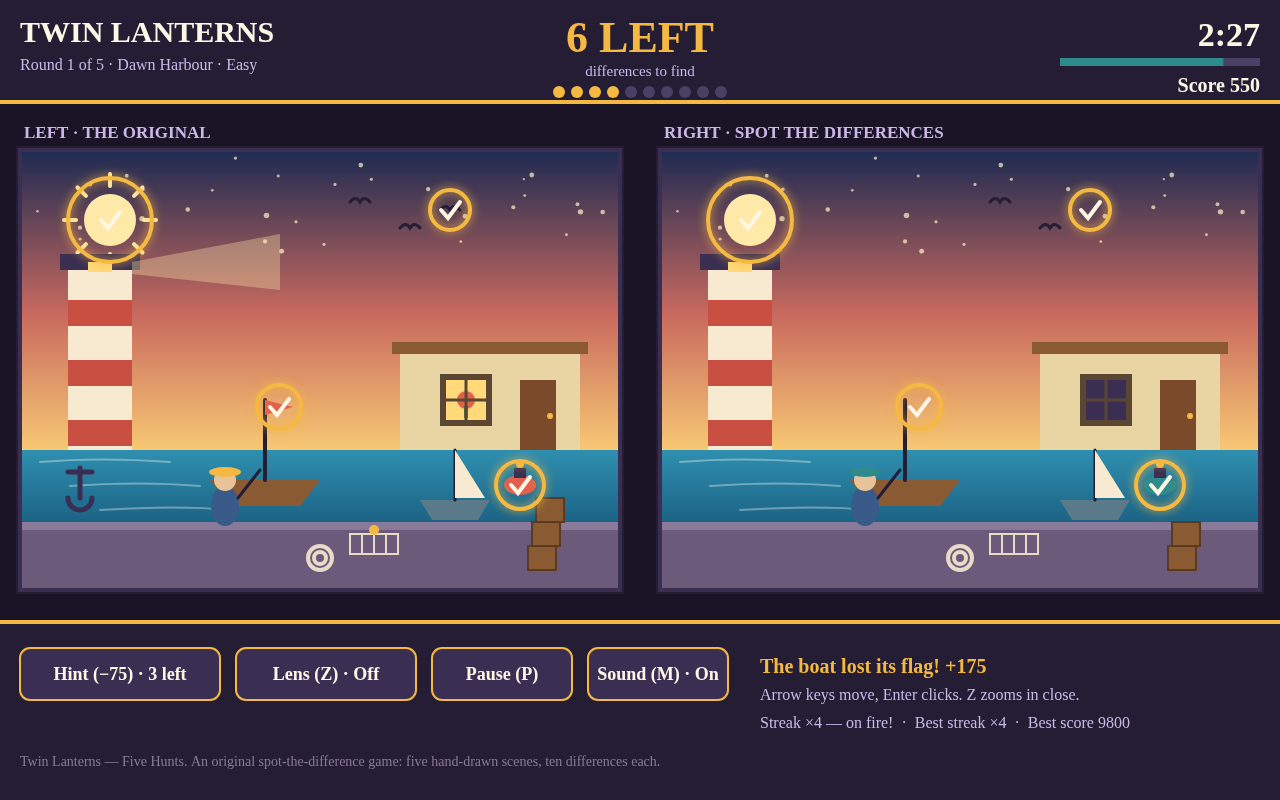 TWIN LANTERNS
Round 1 of 5 · Dawn Harbour · Easy
6 LEFT
differences to find
2:27
Score 550
LEFT · THE ORIGINAL
RIGHT · SPOT THE DIFFERENCES
Hint (−75) · 3 left
Lens (Z) · Off
Pause (P)
Sound (M) · On
The boat lost its flag! +175
Arrow keys move, Enter clicks. Z zooms in close.
Streak ×4 — on fire!  ·  Best streak ×4  ·  Best score 9800
Twin Lanterns — Five Hunts. An original spot-the-difference game: five hand-drawn scenes, ten differences each.